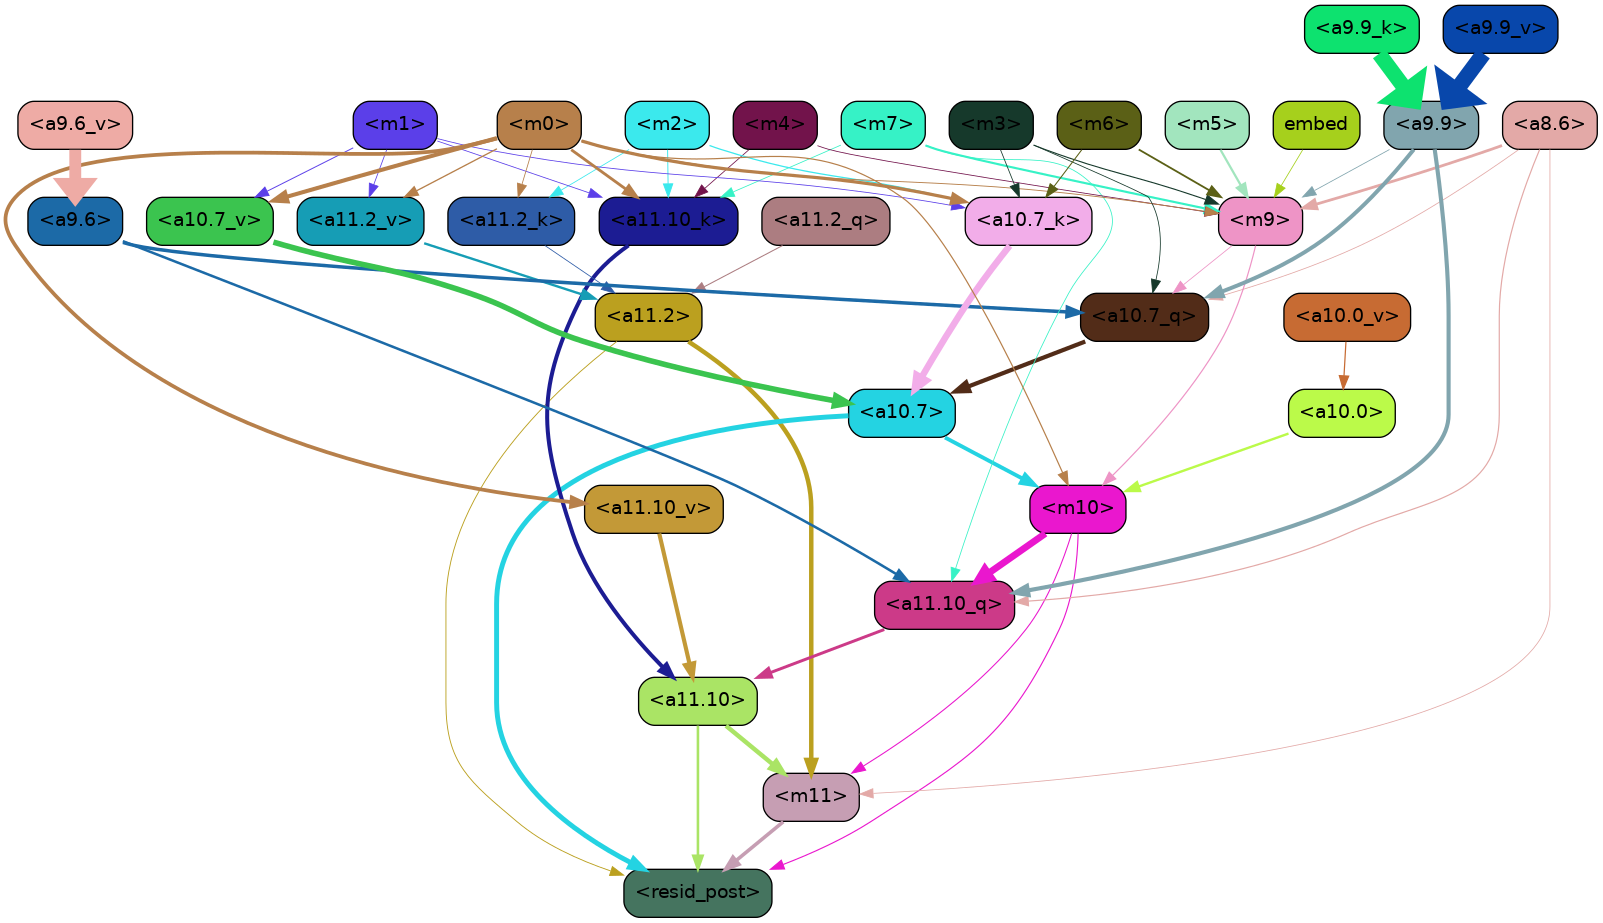 <a9.9_k>
<a9.9_v>
<a9.6_v>
<m1>
<m0>
<m2>
<m4>
<m7>
<m3>
<m6>
<m5>
embed
<a9.9>
<a8.6>
<a9.6>
<a10.7_v>
<a11.2_v>
<a11.2_k>
<a11.10_k>
<a11.2_q>
<a10.7_k>
<m9>
<a11.2>
<a10.7_q>
<a10.0_v>
<a10.7>
<a10.0>
<a11.10_v>
<m10>
<a11.10_q>
<a11.10>
<m11>
<resid_post>